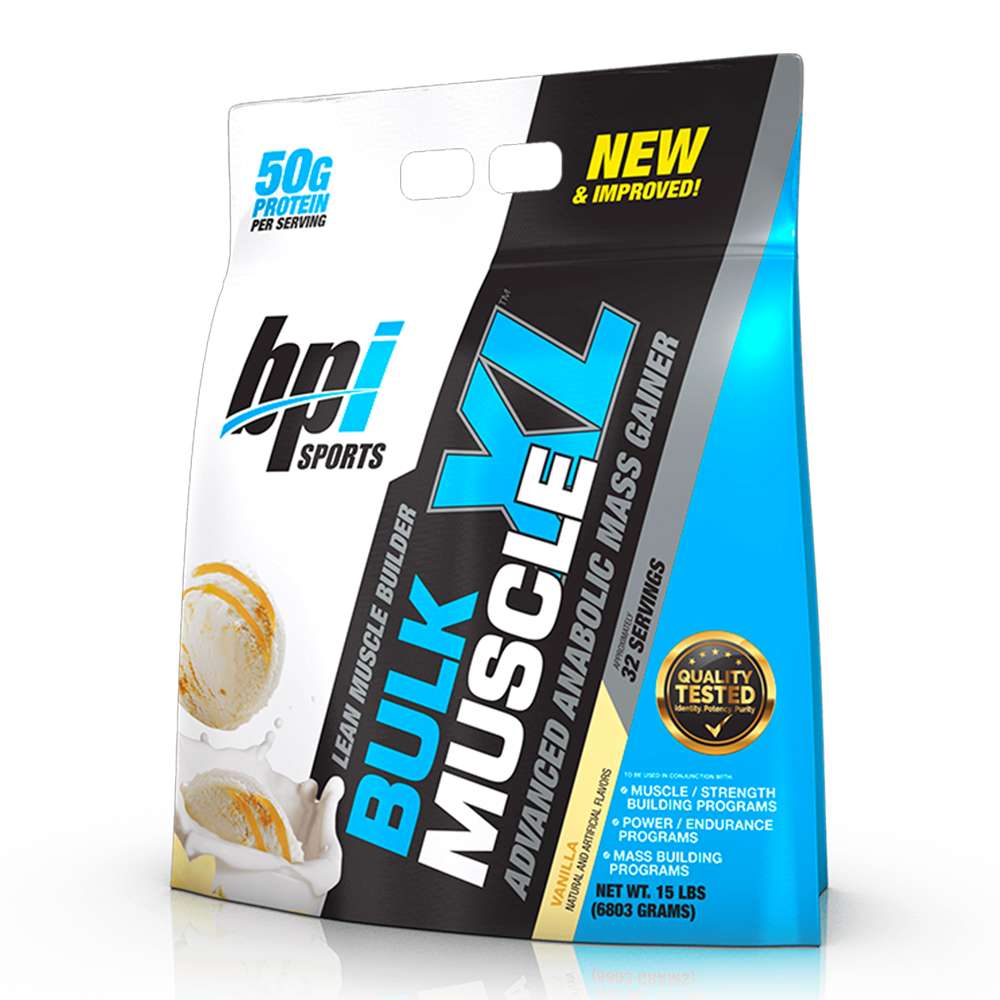 50G
PROTEIN
PER SERVING
NEW
& IMPROVED!
bpi
SPORTS
LEAN MUSCLE BUILDER
BULK
MUSCLE XL™
ADVANCED ANABOLIC MASS GAINER
APPROXIMATELY
32 SERVINGS
VANILLA
NATURAL AND ARTIFICIAL FLAVORS
QUALITY
TESTED
Identity. Potency. Purity
TO BE USED IN CONJUNCTION WITH:
MUSCLE / STRENGTH
BUILDING PROGRAMS
POWER / ENDURANCE
PROGRAMS
MASS BUILDING
PROGRAMS
NET WT. 15 LBS
(6803 GRAMS)